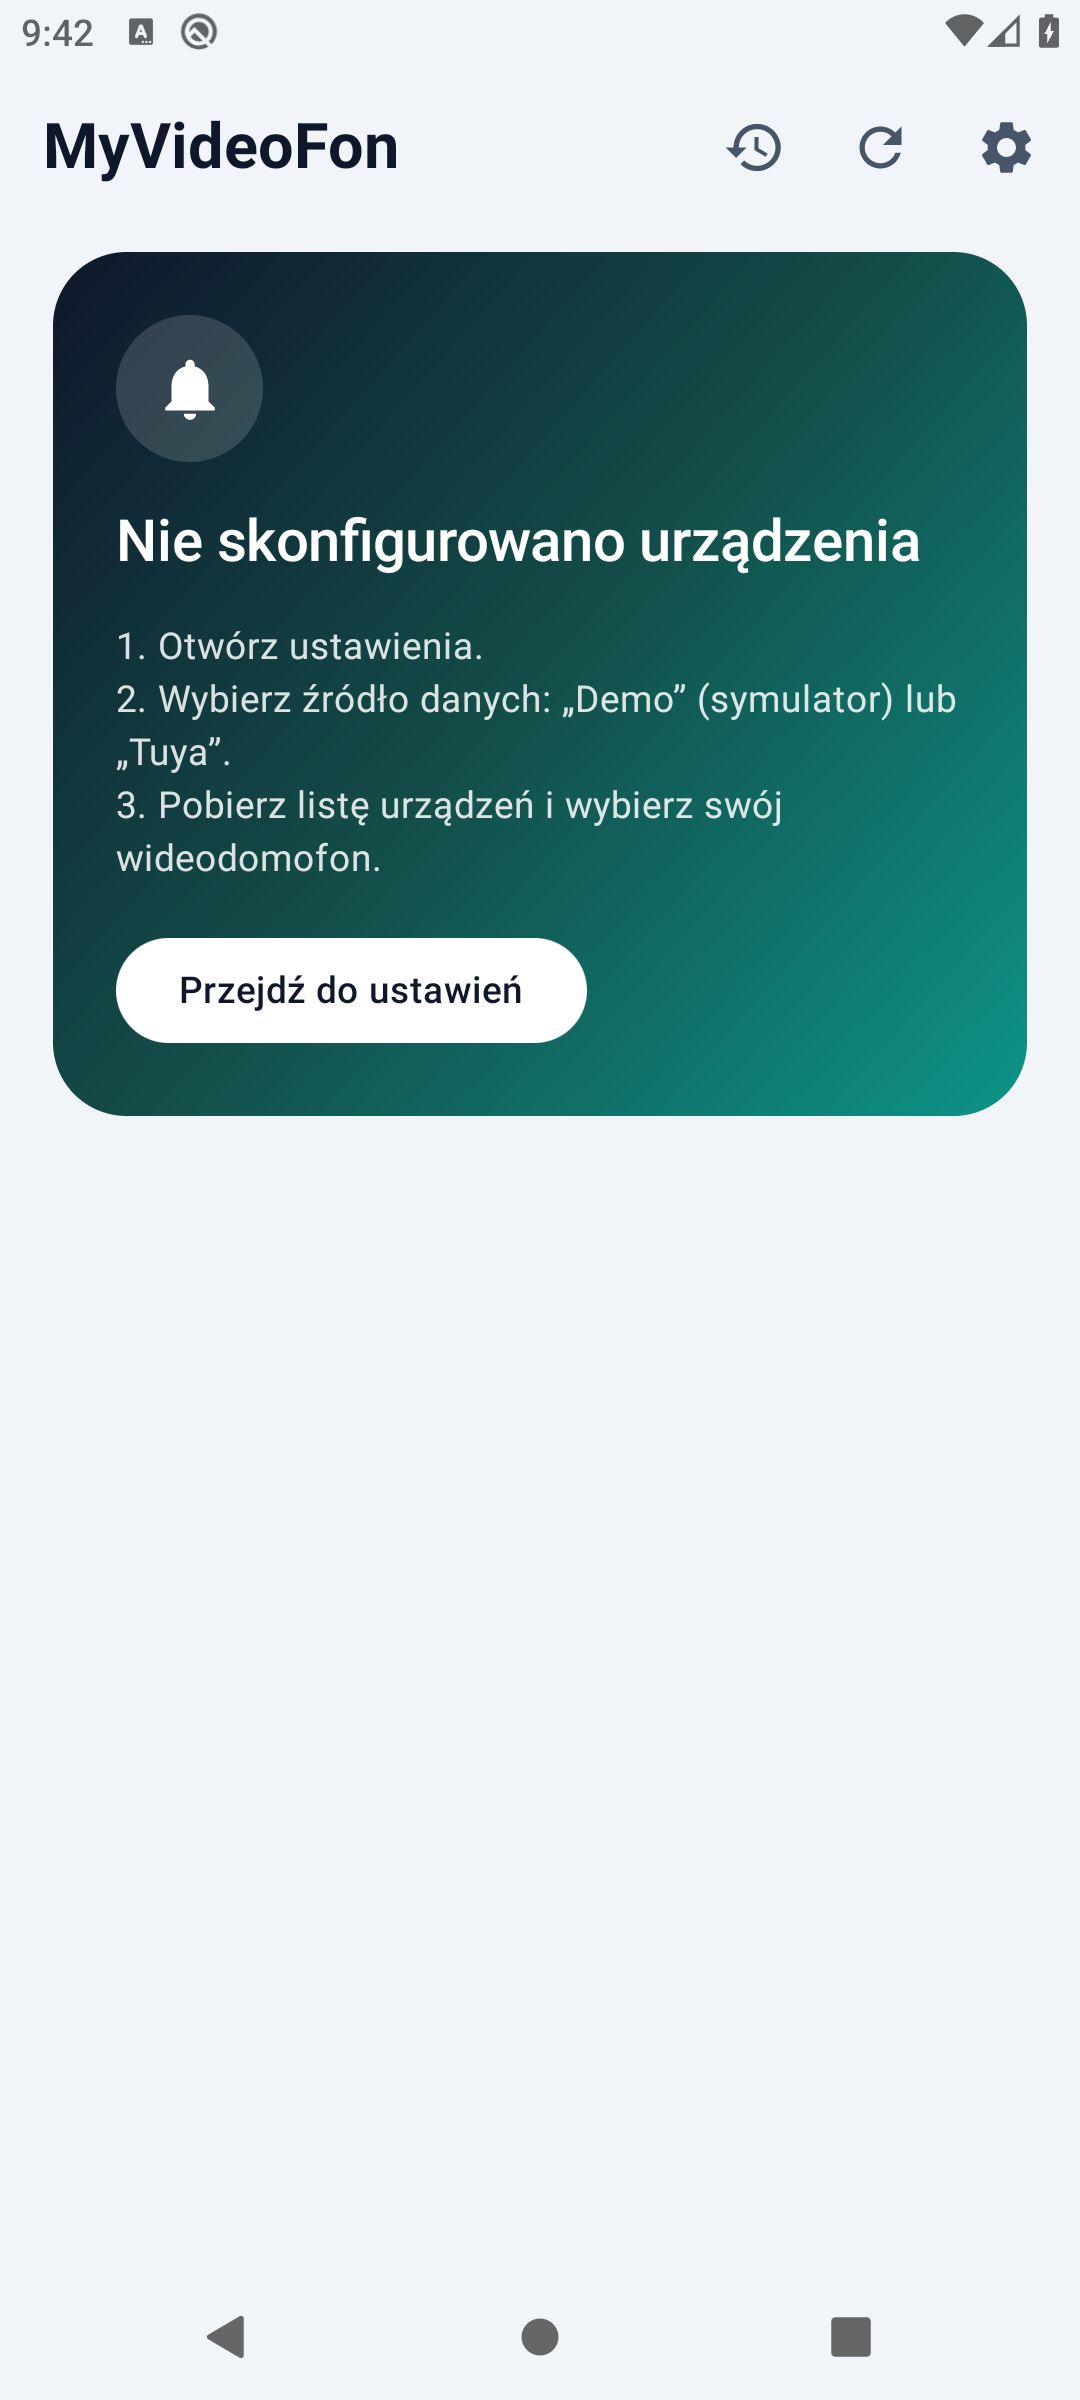 9:42
MyVideoFon
Nie skonfigurowano urządzenia
1. Otwórz ustawienia.
2. Wybierz źródło danych: „Demo” (symulator) lub
„Tuya”.
3. Pobierz listę urządzeń i wybierz swój
wideodomofon.
Przejdź do ustawień